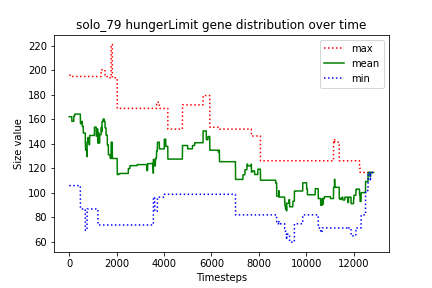 solo_79 hungerLimit gene distribution over time
max
mean
min
Size value
220
200
180
160
140
120
100
80
60
0 2000 4000 6000 8000 10000 12000
Timesteps